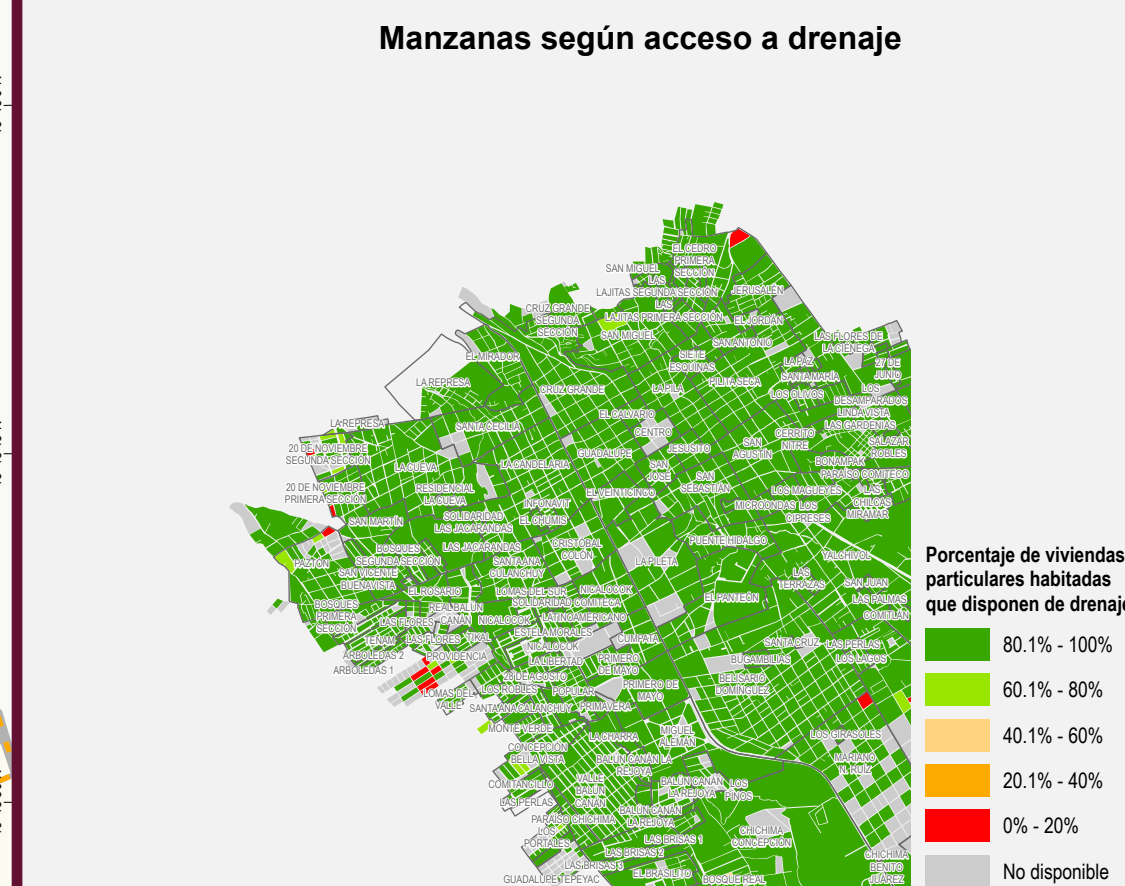 Manzanas según acceso a drenaje
EL CEDRO
PRIMERA
SECCIÓN
SAN MIGUEL
LAS
LAJITAS SEGUNDA SECCIÓN
JERUSALÉN
CRUZ GRANDE
SEGUNDA
SECCIÓN
LAS
LAJITAS PRIMERA SECCIÓN
SAN MIGUEL
EL JORDÁN
LAS FLORES DE
LA CIÉNEGA
SAN ANTONIO
EL MIRADOR
SIETE
ESQUINAS
LA PAZ
27 DE
JUNIO
LA REPRESA
CRUZ GRANDE
LA PILA
PILITA SECA
SANTA MARÍA
LOS OLIVOS
LOS
DESAMPARADOS
LINDA VISTA
LAS GARDENIAS
EL CALVARIO
LA REPRESA
SANTA CECILIA
CENTRO
CERRITO
NITRE
SALAZAR
ROBLES
20 DE NOVIEMBRE
SEGUNDA SECCIÓN
GUADALUPE
JESUSITO
SAN
AGUSTÍN
BONAMPAK
LA CUEVA
LA CANDELARIA
SAN
JOSÉ
SAN
SEBASTIÁN
PARAÍSO COMITECO
20 DE NOVIEMBRE
PRIMERA SECCIÓN
RESIDENCIAL
LA CUEVA
EL VEINTICINCO
LOS MAGUEYES
LAS
CHILCAS
MIRAMAR
INFONAVIT
EL CHUMIS
MICROONDAS
LOS
CIPRESES
SAN MARTÍN
SOLIDARIDAD
LAS JACARANDAS
PUENTE HIDALGO
BOSQUES
SEGUNDA SECCIÓN
LAS JACARANDAS
CRISTÓBAL
COLÓN
YALCHIVOL
PAZTÓN
SAN VICENTE
BUENAVISTA
SANTA ANA
CULANCHUY
LA PILETA
LAS
TERRAZAS
SAN JUAN
EL ROSARIO
LOMAS DEL SUR
NICALOCOK
EL PANTEÓN
LAS PALMAS
COMITLÁN
BOSQUES
PRIMERA
SECCIÓN
REAL BALÚN
CANÁN
SOLIDARIDAD COMITECA
LAS FLORES
NICALOCOK
LATINOAMERICANO
TENAM
LAS FLORES
TIKAL
ESTELA MORALES
NICALOCOK
CUMPATA
SANTA CRUZ
LAS PERLAS
ARBOLEDAS 2
PROVIDENCIA
LA LIBERTAD
PRIMERO
DE MAYO
BUGAMBILIAS
LOS LAGOS
ARBOLEDAS 1
28 DE AGOSTO
BELISARIO
DOMÍNGUEZ
LOMAS DEL
VALLE
LOS ROBLES
POPULAR
PRIMERO DE
MAYO
SANTA ANA CALANCHUY
PRIMAVERA
MONTE VERDE
LA CHARRA
MIGUEL
ALEMÁN
LOS GIRASOLES
CONCEPCIÓN
BELLA VISTA
BALÚN CANÁN LA
REJOYA
MARIANO
N. RUÍZ
COMITANCILLO
VALLE
BALÚN
CANÁN
BALÚN CANÁN
LA REJOYA
LOS
PINOS
LAS PERLAS
BALÚN CANÁN
LA REJOYA
PARAÍSO CHICHIMA
LOS
PORTALES
LAS BRISAS 1
CHICHIMA
CONCEPCIÓN
LAS BRISAS 2
CHICHIMA
BENITO
JUÁREZ
LAS BRISAS 3
EL BRASILITO
GUADALUPE TEPEYAC
BOSQUE REAL
Porcentaje de viviendas
particulares habitadas
que disponen de drenaje
80.1% - 100%
60.1% - 80%
40.1% - 60%
20.1% - 40%
0% - 20%
No disponible